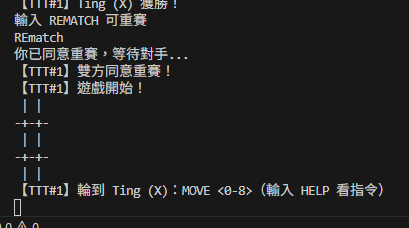 【TTT#1】Ting (X) 獲勝！
輸入 REMATCH 可重賽
REmatch
你已同意重賽，等待對手...
【TTT#1】雙方同意重賽！
【TTT#1】遊戲開始！
 | |
-+-+-
 | |
-+-+-
 | |
【TTT#1】輪到 Ting (X)：MOVE <0-8>（輸入 HELP 看指令）